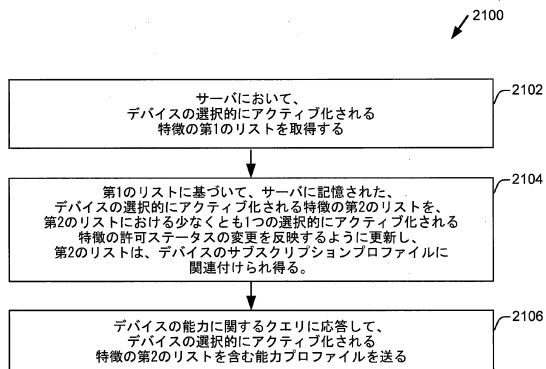 2100
サーバにおいて、
デバイスの選択的にアクティブ化される
特徴の第1のリストを取得する
2102
第1のリストに基づいて、サーバに記憶された、
デバイスの選択的にアクティブ化される特徴の第2のリストを、
第2のリストにおける少なくとも1つの選択的にアクティブ化される
特徴の許可ステータスの変更を反映するように更新し、
第2のリストは、デバイスのサブスクリプションプロファイルに
関連付けられ得る。
2104
デバイスの能力に関するクエリに応答して、
デバイスの選択的にアクティブ化される
特徴の第2のリストを含む能力プロファイルを送る
2106